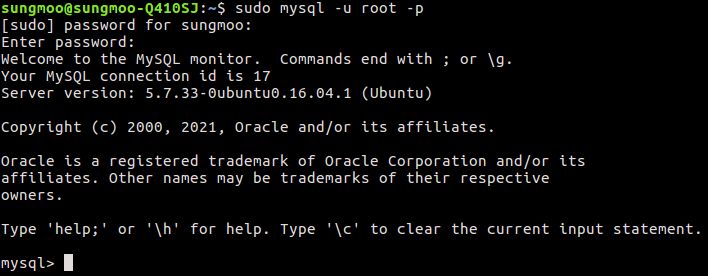 sungmoo@sungmoo-Q410SJ:~$ sudo mysql -u root -p
[sudo] password for sungmoo:
Enter password:
Welcome to the MySQL monitor.  Commands end with ; or \g.
Your MySQL connection id is 17
Server version: 5.7.33-0ubuntu0.16.04.1 (Ubuntu)
Copyright (c) 2000, 2021, Oracle and/or its affiliates.
Oracle is a registered trademark of Oracle Corporation and/or its
affiliates. Other names may be trademarks of their respective
owners.
Type 'help;' or '\h' for help. Type '\c' to clear the current input statement.
mysql>